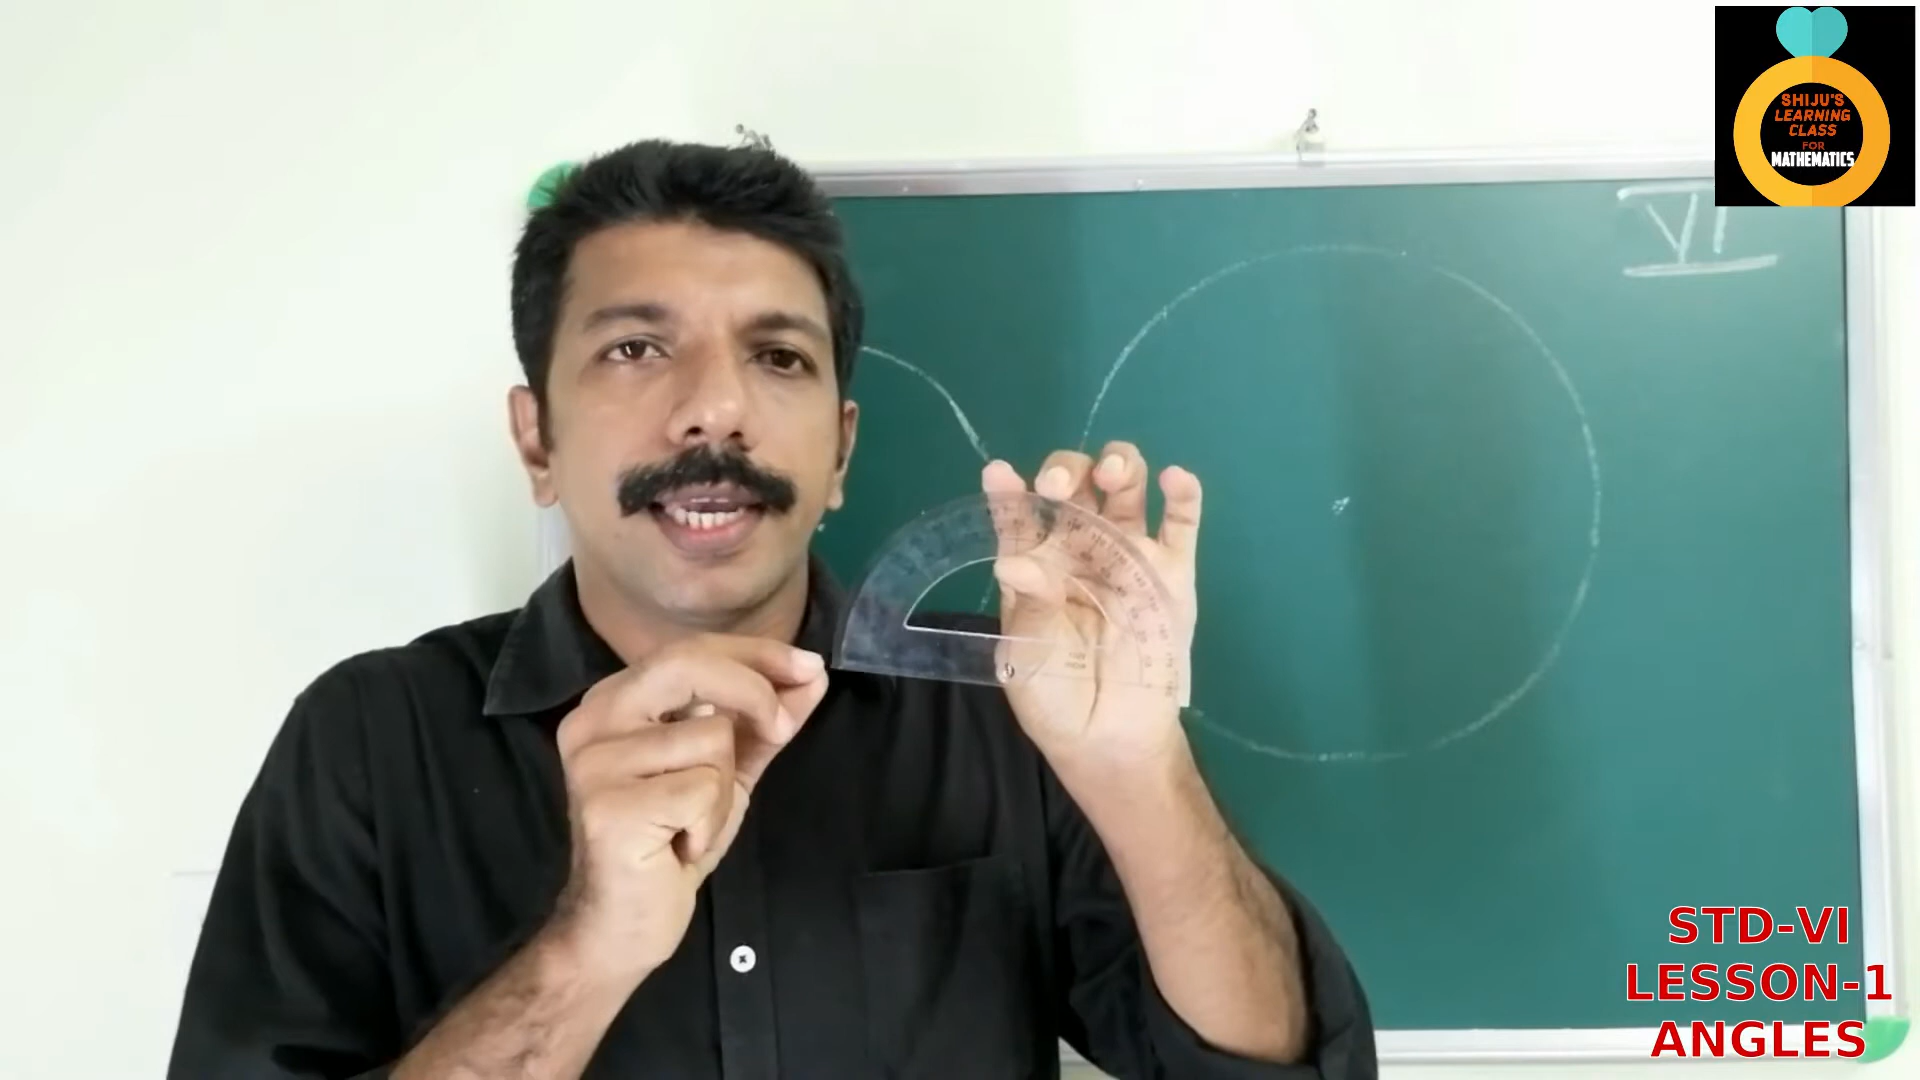 SHIJU'S
LEARNING
CLASS
FOR
MATHEMATICS
VI
STD-VI
LESSON-1
ANGLES